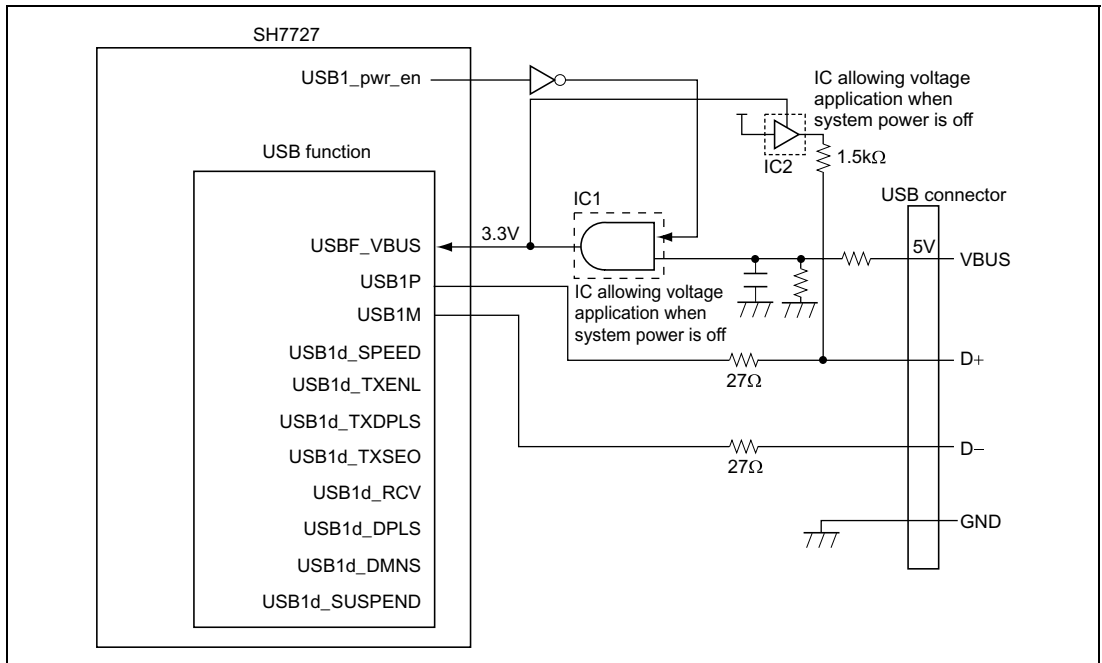 SH7727
USB1_pwr_en
IC allowing voltage
application when
system power is off
IC2
1.5kΩ
USB function
USB connector
IC1
USBF_VBUS
3.3V
5V
VBUS
IC allowing voltage
application when
system power is off
USB1P
USB1M
27Ω
D+
USB1d_SPEED
USB1d_TXENL
USB1d_TXDPLS
27Ω
D−
USB1d_TXSEO
USB1d_RCV
USB1d_DPLS
GND
USB1d_DMNS
USB1d_SUSPEND